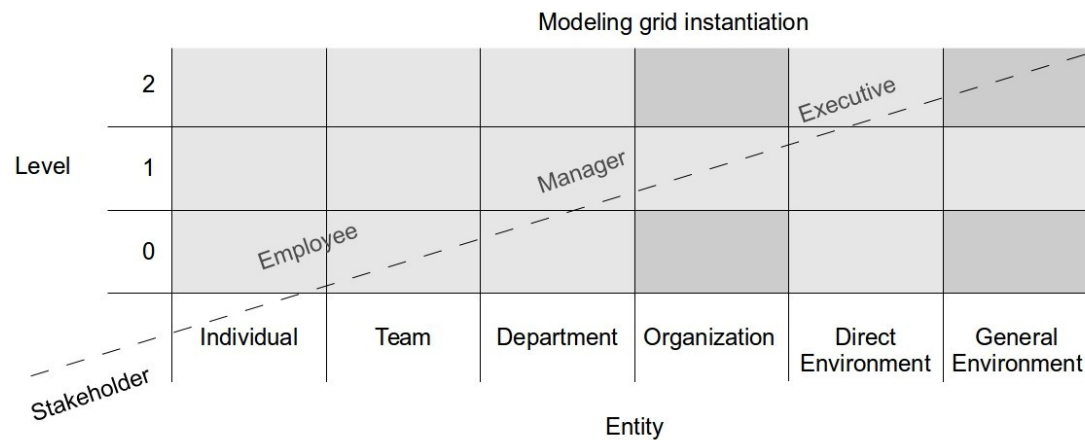 Modeling grid instantiation
2
Executive
Level
1
Manager
0
Employee
Individual
Team
Department
Organization
Direct
Environment
General
Environment
Stakeholder
Entity